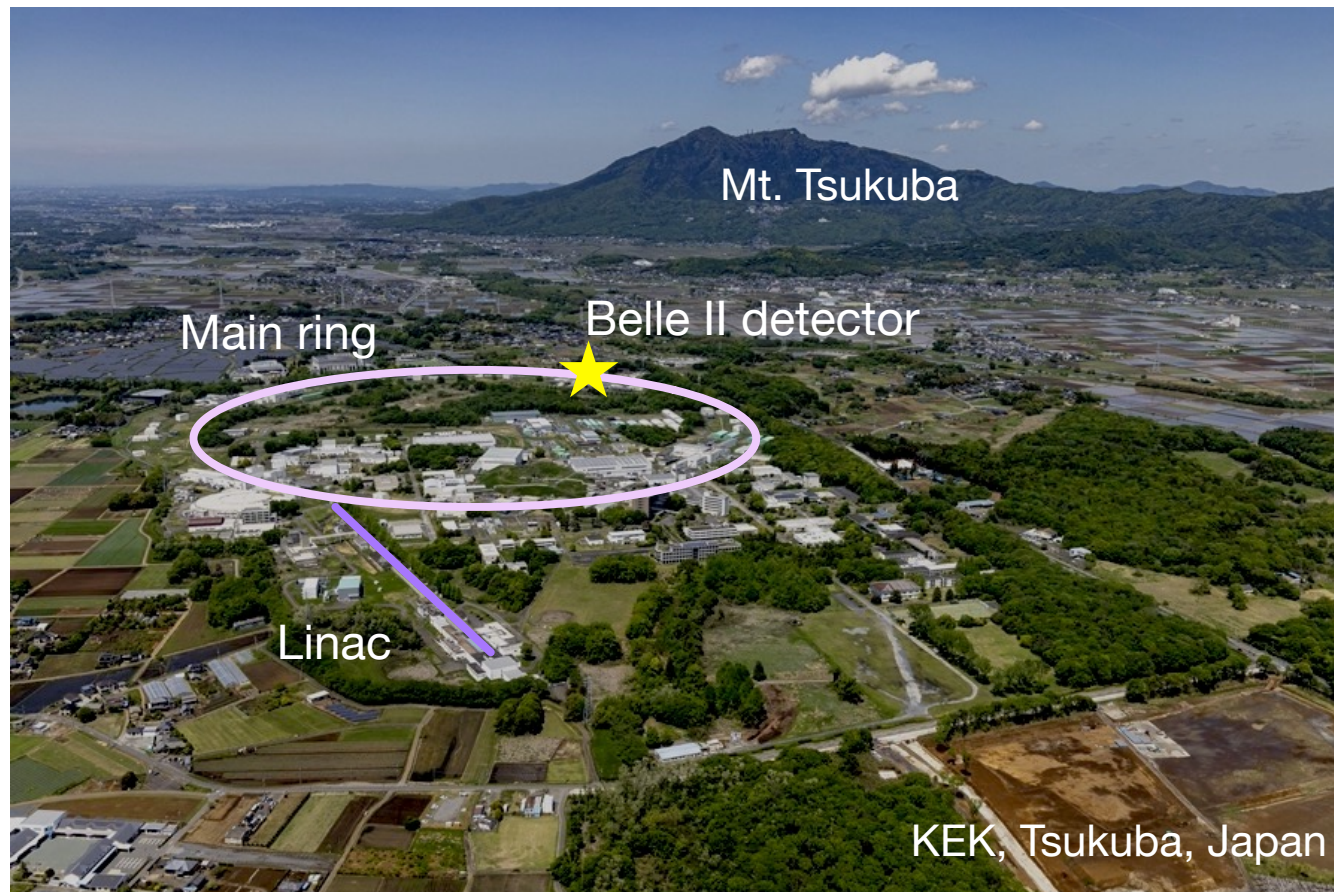 Mt. Tsukuba
Belle II detector
Main ring
Linac
KEK, Tsukuba, Japan